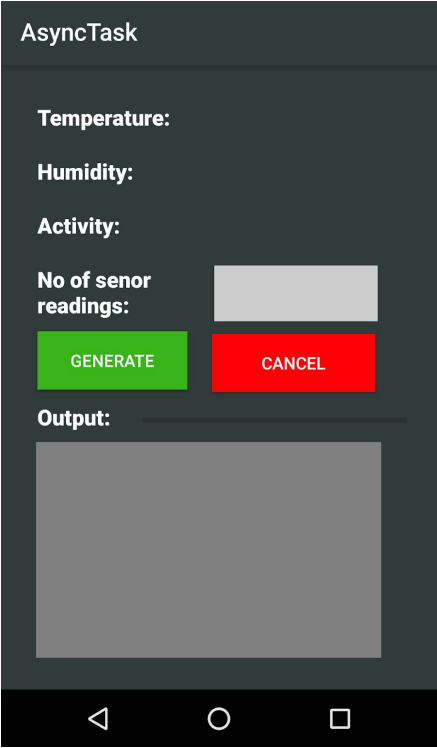 AsyncTask
Temperature:
Humidity:
Activity:
No of senor
readings:
GENERATE
CANCEL
Output: